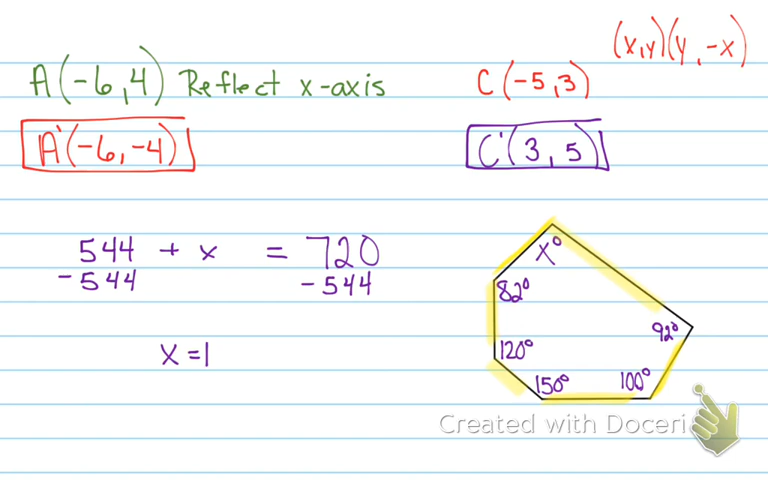 (x,y)(y,-x)
A(-6,4) Reflect x-axis
C(-5,3)
A'(-6,-4)
C'(3,5)
544 + x = 720
-544 -544
x = 1
x°
82°
92°
120°
150°
100°
Created with Doceri